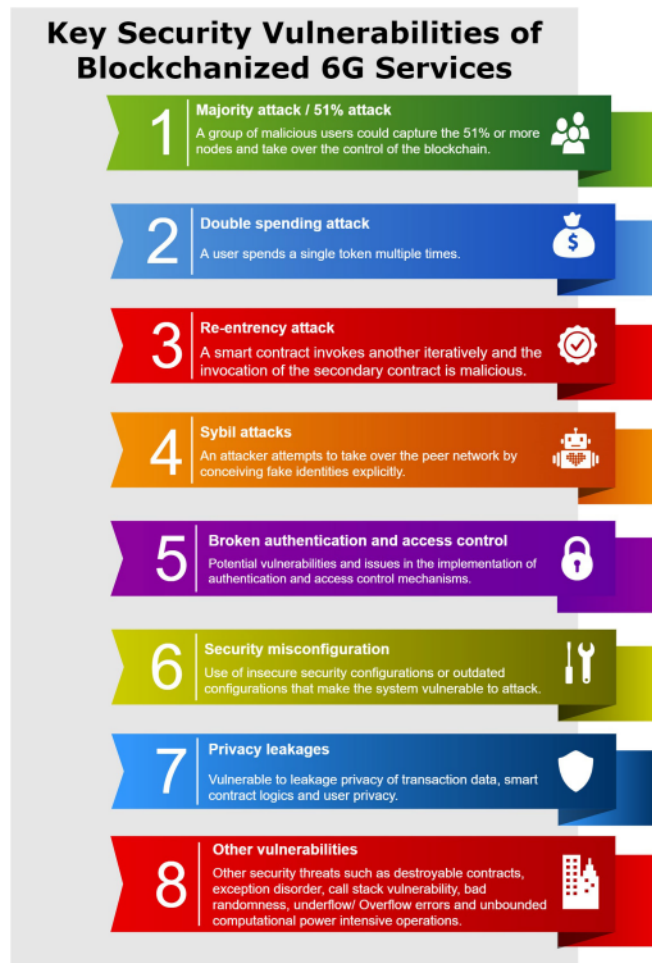 Key Security Vulnerabilities of
Blockchanized 6G Services
1
Majority attack / 51% attack
A group of malicious users could capture the 51% or more
nodes and take over the control of the blockchain.
2
Double spending attack
A user spends a single token multiple times.
$
3
Re-entrency attack
A smart contract invokes another iteratively and the
invocation of the secondary contract is malicious.
4
Sybil attacks
An attacker attempts to take over the peer network by
conceiving fake identities explicitly.
5
Broken authentication and access control
Potential vulnerabilities and issues in the implementation of
authentication and access control mechanisms.
6
Security misconfiguration
Use of insecure security configurations or outdated
configurations that make the system vulnerable to attack.
7
Privacy leakages
Vulnerable to leakage privacy of transaction data, smart
contract logics and user privacy.
8
Other vulnerabilities
Other security threats such as destroyable contracts,
exception disorder, call stack vulnerability, bad
randomness, underflow/ Overflow errors and unbounded
computational power intensive operations.